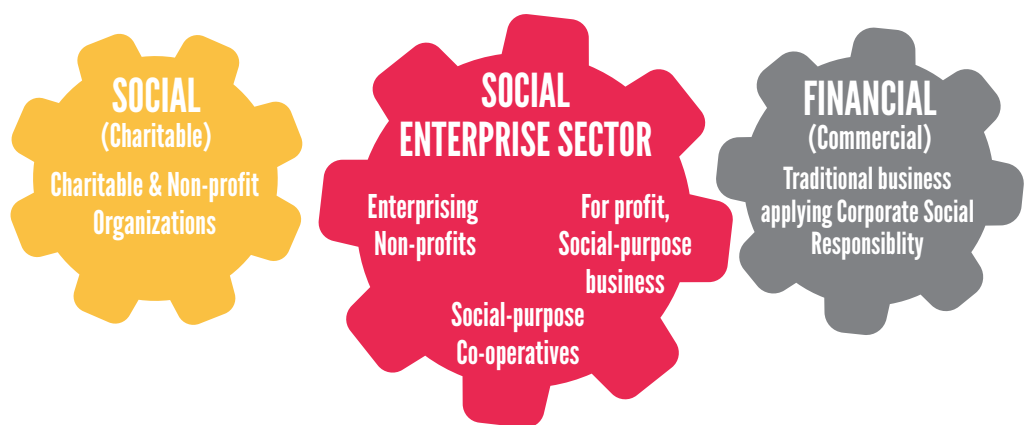 SOCIAL
(Charitable)
Charitable & Non-profit
Organizations
SOCIAL
ENTERPRISE SECTOR
Enterprising
Non-profits
For profit,
Social-purpose
business
Social-purpose
Co-operatives
FINANCIAL
(Commercial)
Traditional business
applying Corporate Social
Responsiblity